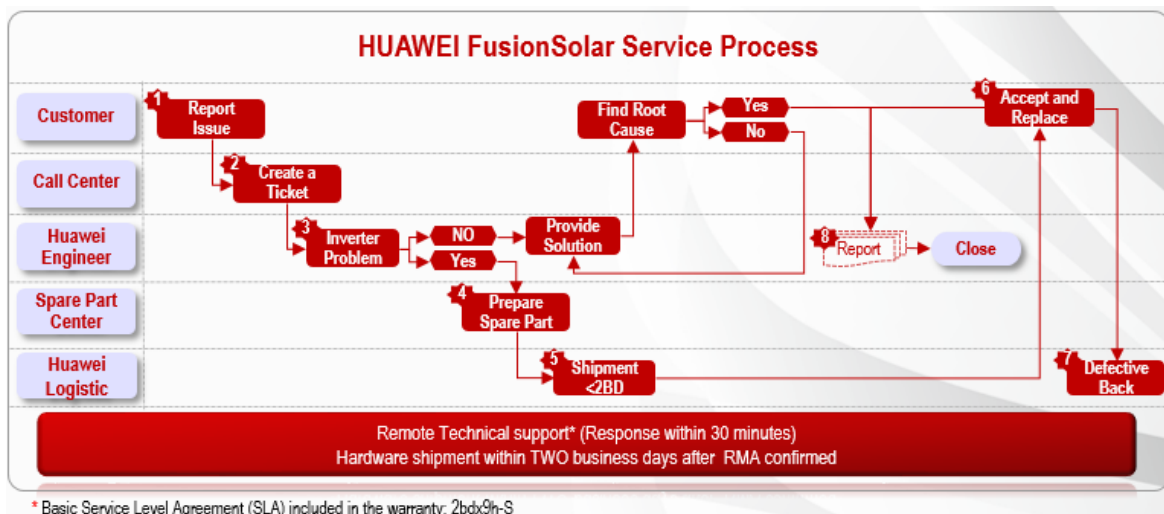 HUAWEI FusionSolar Service Process
Customer
1
Report
Issue
Find Root
Cause
Yes
No
6
Accept and
Replace
Call Center
2
Create a
Ticket
Huawei
Engineer
3
Inverter
Problem
NO
Yes
Provide
Solution
8
Report
Close
Spare Part
Center
4
Prepare
Spare Part
Huawei
Logistic
5
Shipment
<2BD
7
Defective
Back
Remote Technical support* (Response within 30 minutes)
Hardware shipment within TWO business days after RMA confirmed
* Basic Service Level Agreement (SLA) included in the warranty: 2bdx9h-S